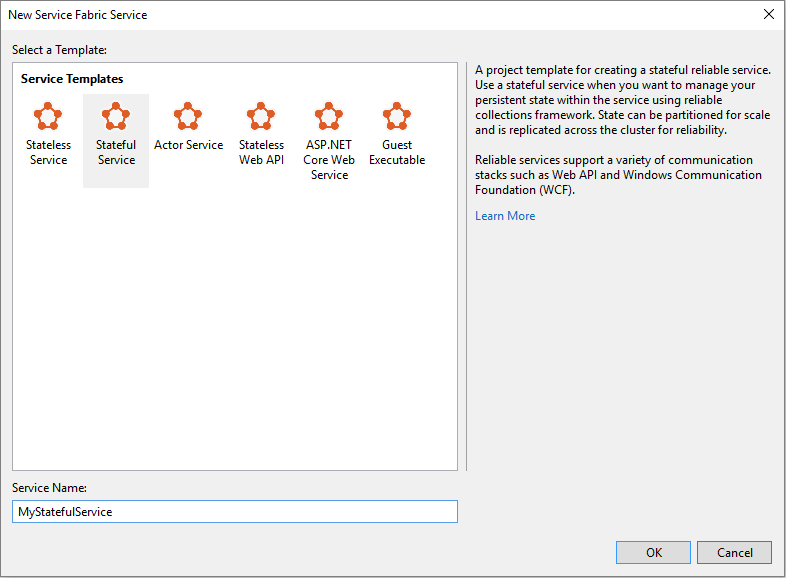 New Service Fabric Service
Select a Template:
Service Templates
Stateless
Service
Stateful
Service
Actor Service
Stateless
Web API
ASP.NET
Core Web
Service
Guest
Executable
A project template for creating a stateful reliable service.
Use a stateful service when you want to manage your
persistent state within the service using reliable
collections framework. State can be partitioned for scale
and is replicated across the cluster for reliability.
Reliable services support a variety of communication
stacks such as Web API and Windows Communication
Foundation (WCF).
Learn More
Service Name:
MyStatefulService
OK
Cancel